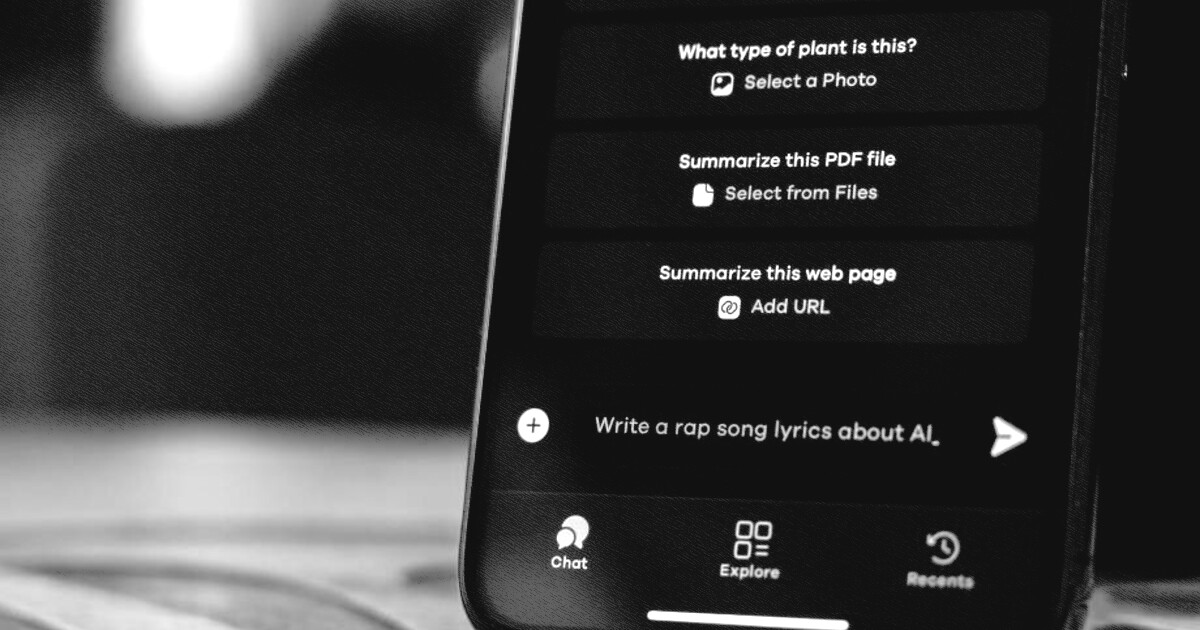 What type of plant is this?
Select a Photo
Summarize this PDF file
Select from Files
Summarize this web page
Add URL
Write a rap song lyrics about AI_
Chat
Explore
Recents